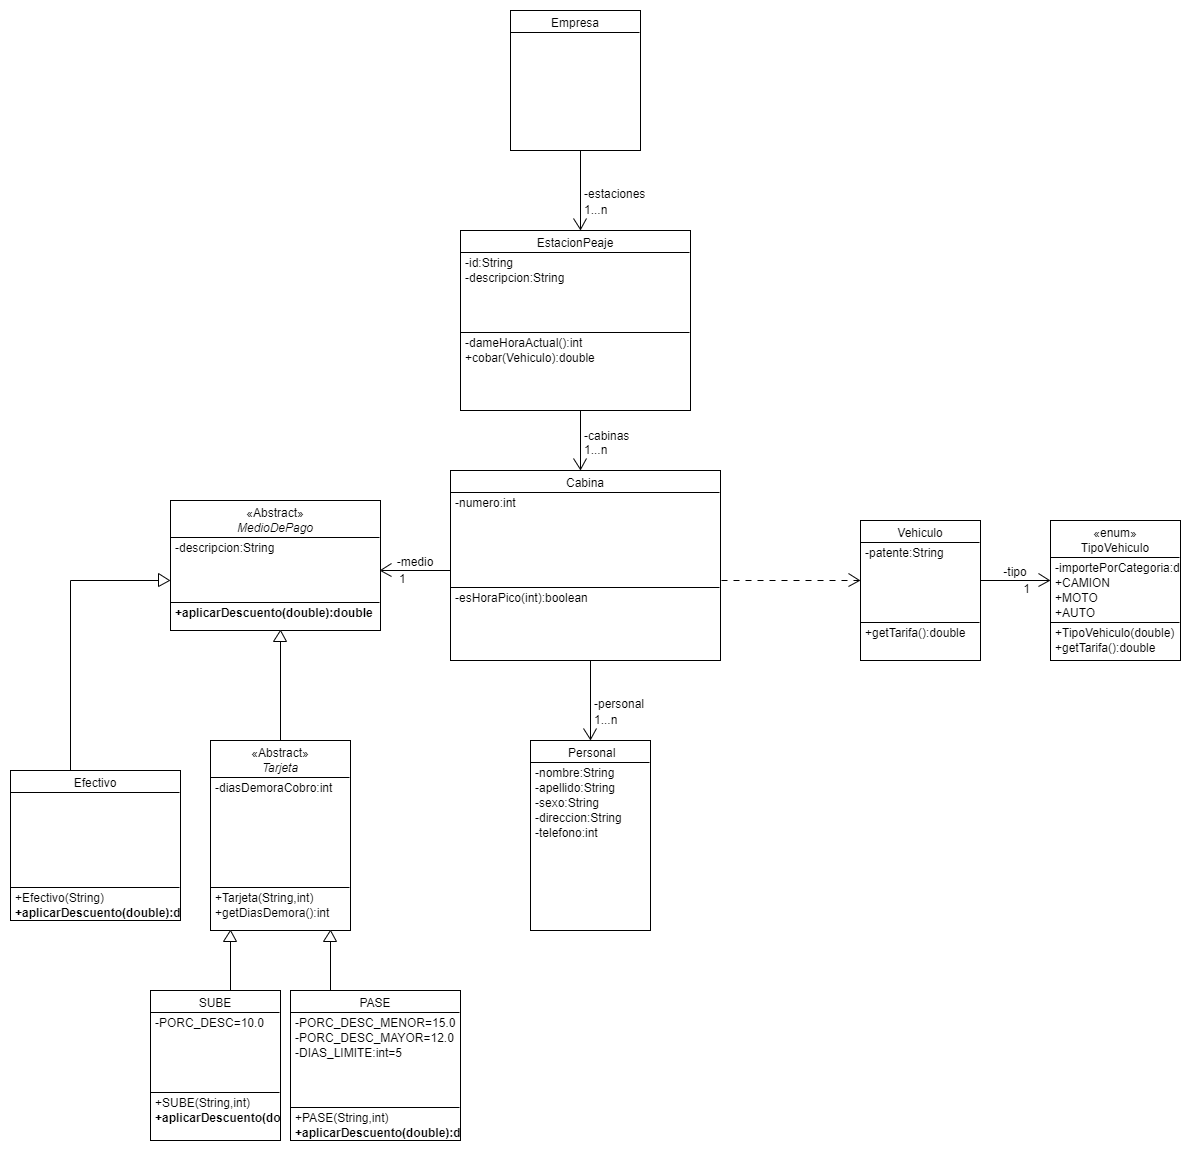 Empresa
-estaciones
1...n
EstacionPeaje
-id:String
-descripcion:String
-dameHoraActual():int
+cobar(Vehiculo):double
-cabinas
1...n
Cabina
-numero:int
-esHoraPico(int):boolean
«Abstract»
MedioDePago
-descripcion:String
+aplicarDescuento(double):double
-medio
1
Vehiculo
-patente:String
+getTarifa():double
-tipo
1
«enum»
TipoVehiculo
-importePorCategoria:d
+CAMION
+MOTO
+AUTO
+TipoVehiculo(double)
+getTarifa():double
-personal
1...n
Personal
-nombre:String
-apellido:String
-sexo:String
-direccion:String
-telefono:int
Efectivo
+Efectivo(String)
+aplicarDescuento(double):d
«Abstract»
Tarjeta
-diasDemoraCobro:int
+Tarjeta(String,int)
+getDiasDemora():int
SUBE
-PORC_DESC=10.0
+SUBE(String,int)
+aplicarDescuento(do
PASE
-PORC_DESC_MENOR=15.0
-PORC_DESC_MAYOR=12.0
-DIAS_LIMITE:int=5
+PASE(String,int)
+aplicarDescuento(double):d